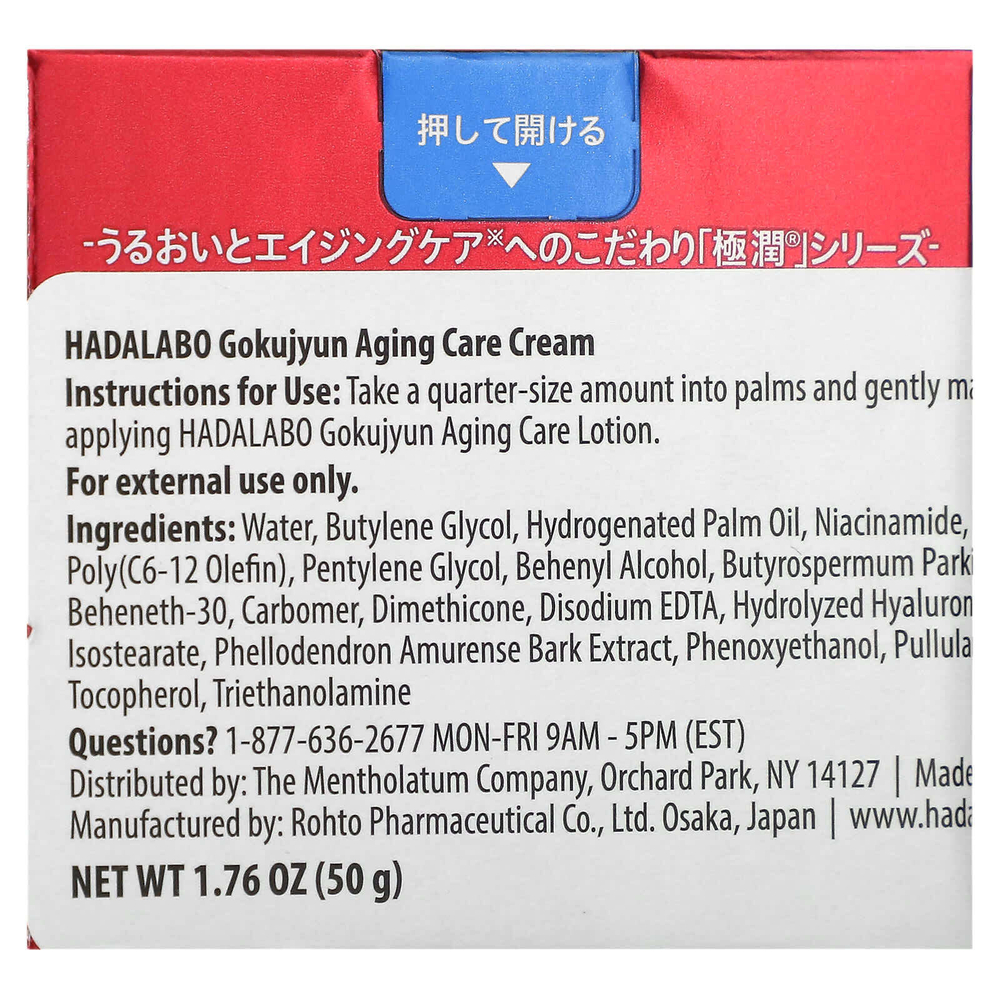 押して開ける
-うるおいとエイジングケア※へのこだわり「極潤®」シリーズ-
HADALABO Gokujyun Aging Care Cream
Instructions for Use: Take a quarter-size amount into palms and gently
applying HADALABO Gokujyun Aging Care Lotion.
For external use only.
Ingredients: Water, Butylene Glycol, Hydrogenated Palm Oil, Niacinamide,
Poly(C6-12 Olefin), Pentylene Glycol, Behenyl Alcohol, Butyrospermum
Beheneth-30, Carbomer, Dimethicone, Disodium EDTA, Hydrolyzed
Isostearate, Phellodendron Amurense Bark Extract, Phenoxyethanol,
Tocopherol, Triethanolamine
Questions? 1-877-636-2677 MON-FRI 9AM - 5PM (EST)
Distributed by: The Mentholatum Company, Orchard Park, NY 14127 | Made
Manufactured by: Rohto Pharmaceutical Co., Ltd. Osaka, Japan |
NET WT 1.76 OZ (50 g)